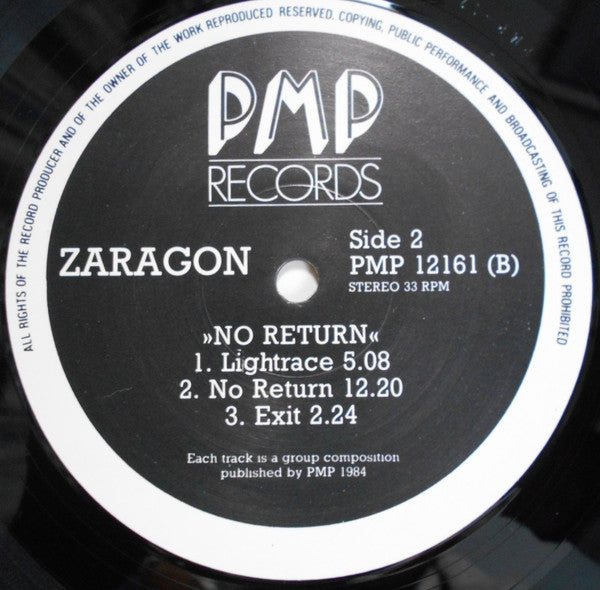 ALL RIGHTS OF THE RECORD PRODUCER AND OF THE OWNER OF THE WORK REPRODUCED RESERVED. COPYING, PUBLIC PERFORMANCE AND BROADCASTING OF THIS RECORD PROHIBITED
PMP
RECORDS
ZARAGON
Side 2
PMP 12161 (B)
STEREO 33 RPM
»NO RETURN«
1. Lightrace 5.08
2. No Return 12.20
3. Exit 2.24
Each track is a group composition
published by PMP 1984